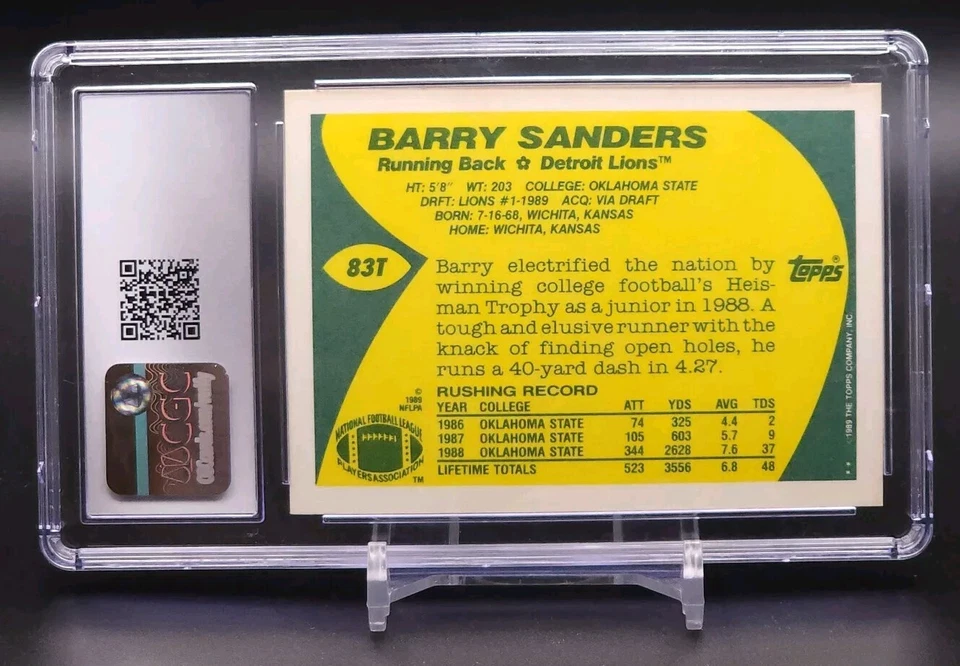 BARRY SANDERS
Running Back ✩ Detroit Lions™
HT: 5'8" WT: 203 COLLEGE: OKLAHOMA STATE
DRFT: LIONS #1-1989 ACQ: VIA DRAFT
BORN: 7-16-68, WICHITA, KANSAS
HOME: WICHITA, KANSAS
83T
Barry electrified the nation by
winning college football's Heis-
man Trophy as a junior in 1988. A
tough and elusive runner with the
knack of finding open holes, he
runs a 40-yard dash in 4.27.
topps®
RUSHING RECORD
YEAR COLLEGE ATT YDS AVG TDS
1986 OKLAHOMA STATE 74 325 4.4 2
1987 OKLAHOMA STATE 105 603 5.7 9
1988 OKLAHOMA STATE 344 2628 7.6 37
LIFETIME TOTALS 523 3556 6.8 48
©
1989
NFLPA
NATIONAL FOOTBALL LEAGUE
PLAYERS ASSOCIATION
™
©1989 THE TOPPS COMPANY, INC.
**
CGC